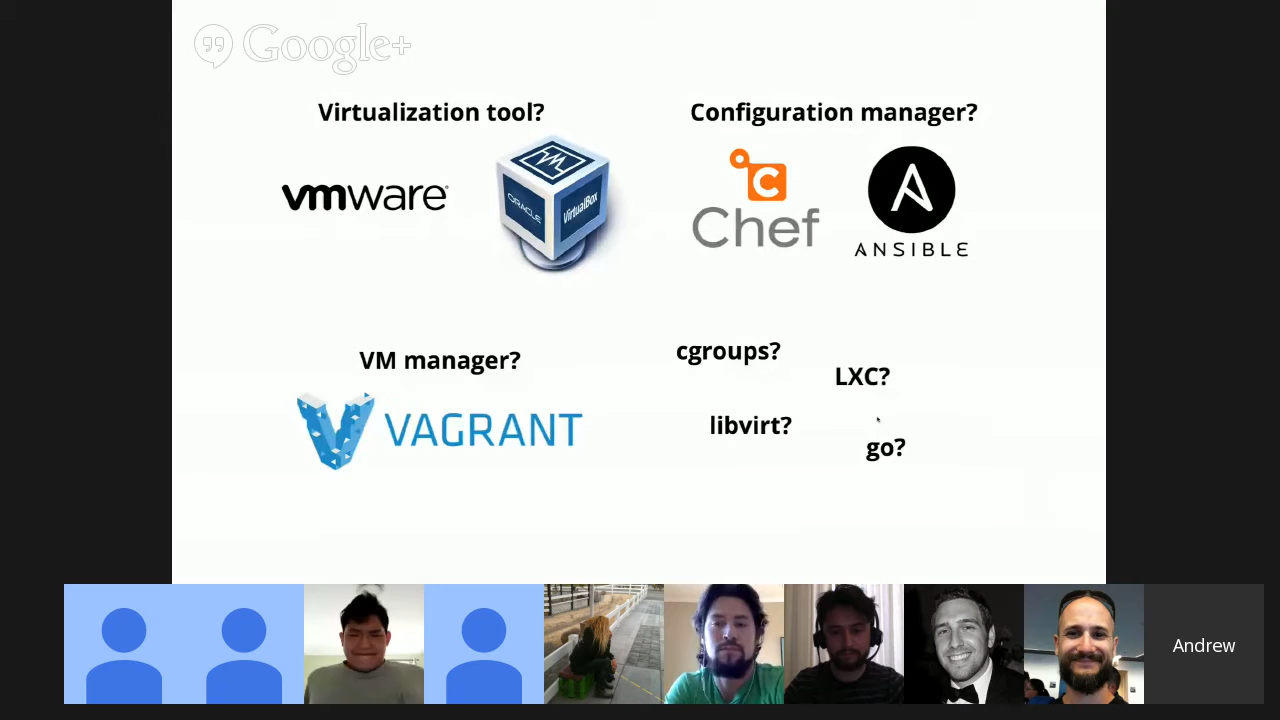 Google+
Virtualization tool?
Configuration manager?
vmware
ORACLE
VirtualBox
C
Chef
A
ANSIBLE
VM manager?
VAGRANT
cgroups?
LXC?
libvirt?
go?
Andrew